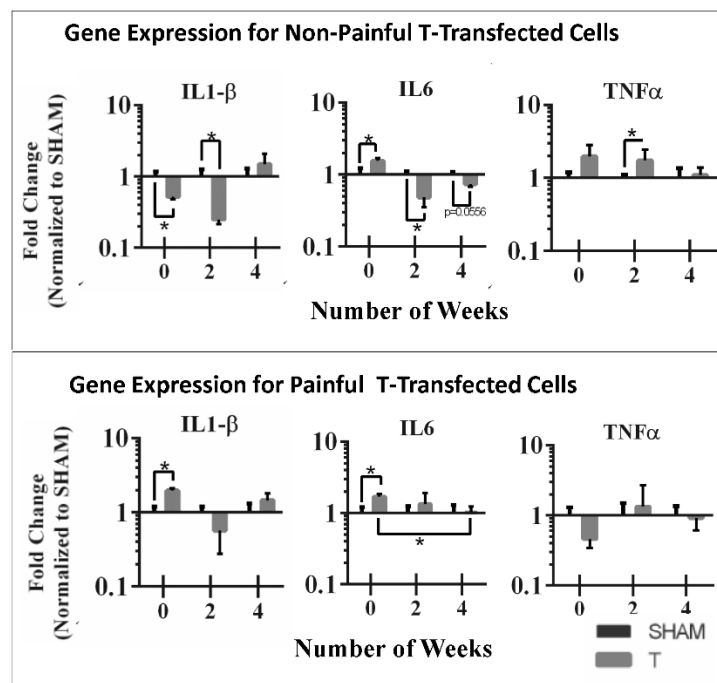 Gene Expression for Non-Painful T-Transfected Cells
Fold Change
(Normalized to SHAM)
IL1-β
10
1
0.1
*
*
0 2 4
IL6
10
1
0.1
*
*
p=0.0556
0 2 4
TNFα
10
1
0.1
*
0 2 4
Number of Weeks
Gene Expression for Painful T-Transfected Cells
Fold Change
(Normalized to SHAM)
IL1-β
10
1
0.1
*
0 2 4
IL6
10
1
0.1
*
*
0 2 4
TNFα
10
1
0.1
0 2 4
Number of Weeks
SHAM
T